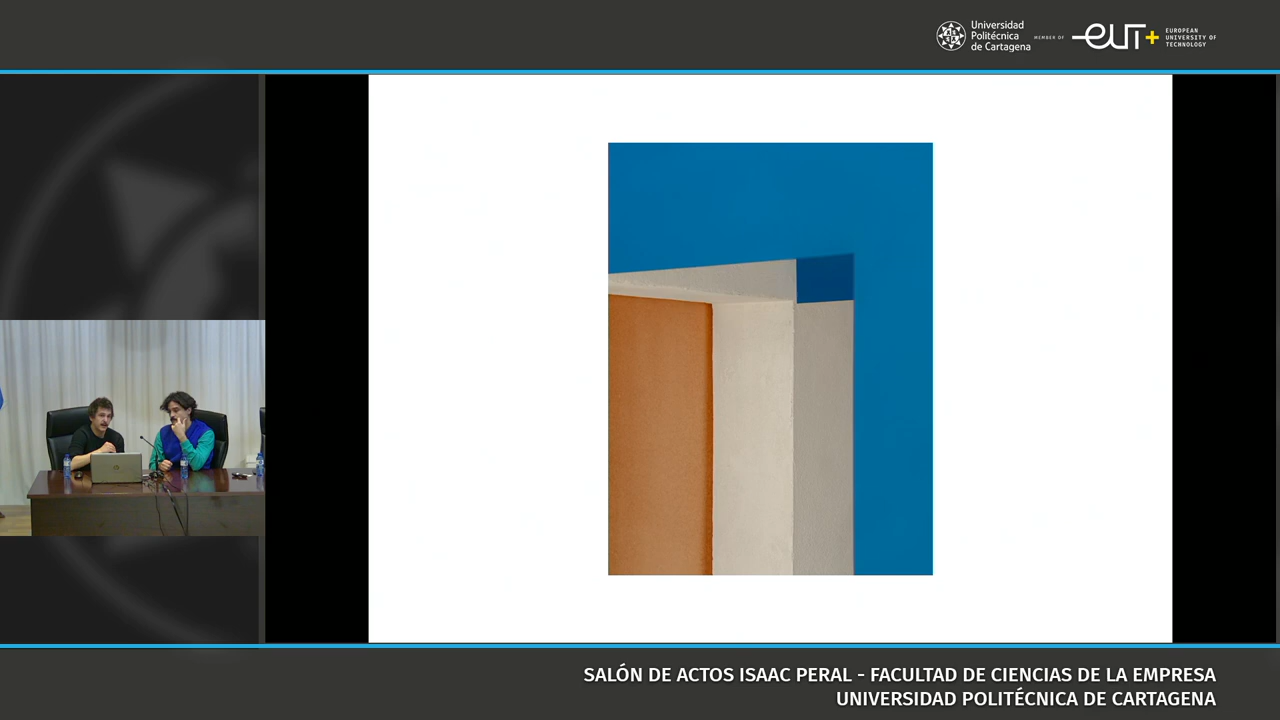 Universidad
Politécnica
de Cartagena
MEMBER OF
EUT+
EUROPEAN
UNIVERSITY OF
TECHNOLOGY
SALÓN DE ACTOS ISAAC PERAL - FACULTAD DE CIENCIAS DE LA EMPRESA
UNIVERSIDAD POLITÉCNICA DE CARTAGENA